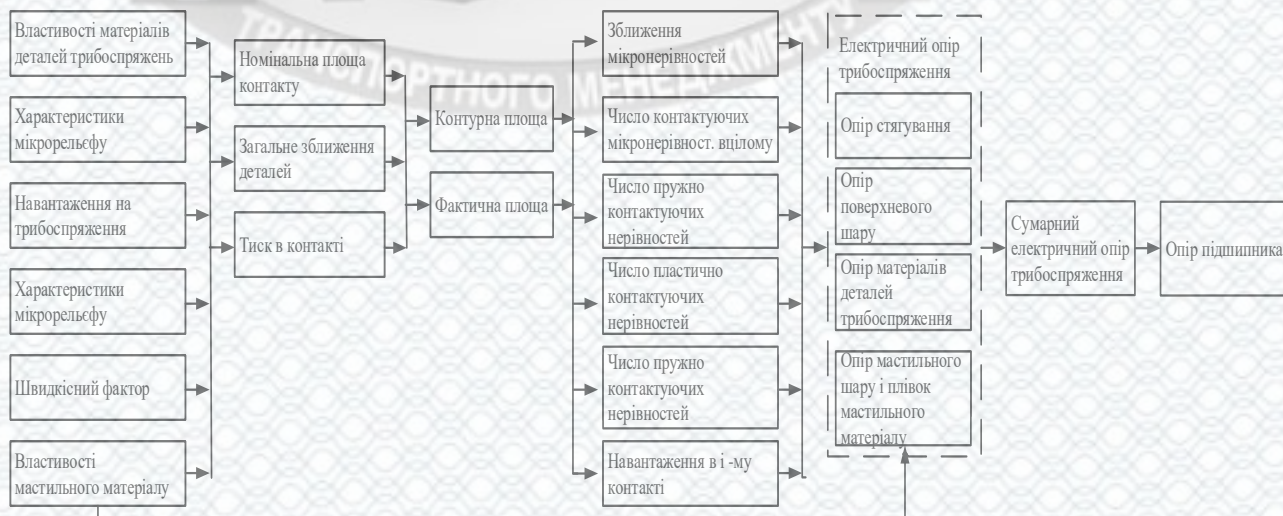 ТРАНСПОРТНОГО МЕНЕДЖМЕНТУ
Властивості матеріалів
деталей трибоспряжень
Характеристики
мікрорельєфу
Навантаження на
трибоспряження
Характеристики
мікрорельєфу
Швидкісний фактор
Властивості
мастильного матеріалу
Номінальна площа
контакту
Загальне зближення
деталей
Тиск в контакті
Контурна площа
Фактична площа
Зближення
мікронерівностей
Число контактуючих
мікронерівност. вцілому
Число пружно
контактуючих
нерівностей
Число пластично
контактуючих
нерівностей
Число пружно
контактуючих
нерівностей
Навантаження в і -му
контакті
Електричний опір
трибоспряження
Опір стягування
Опір
поверхневого
шару
Опір матеріалів
деталей
трибоспряження
Опір мастильного
шару і плівок
мастильного
матеріалу
Сумарний
електричний опір
трибоспряження
Опір підшипника